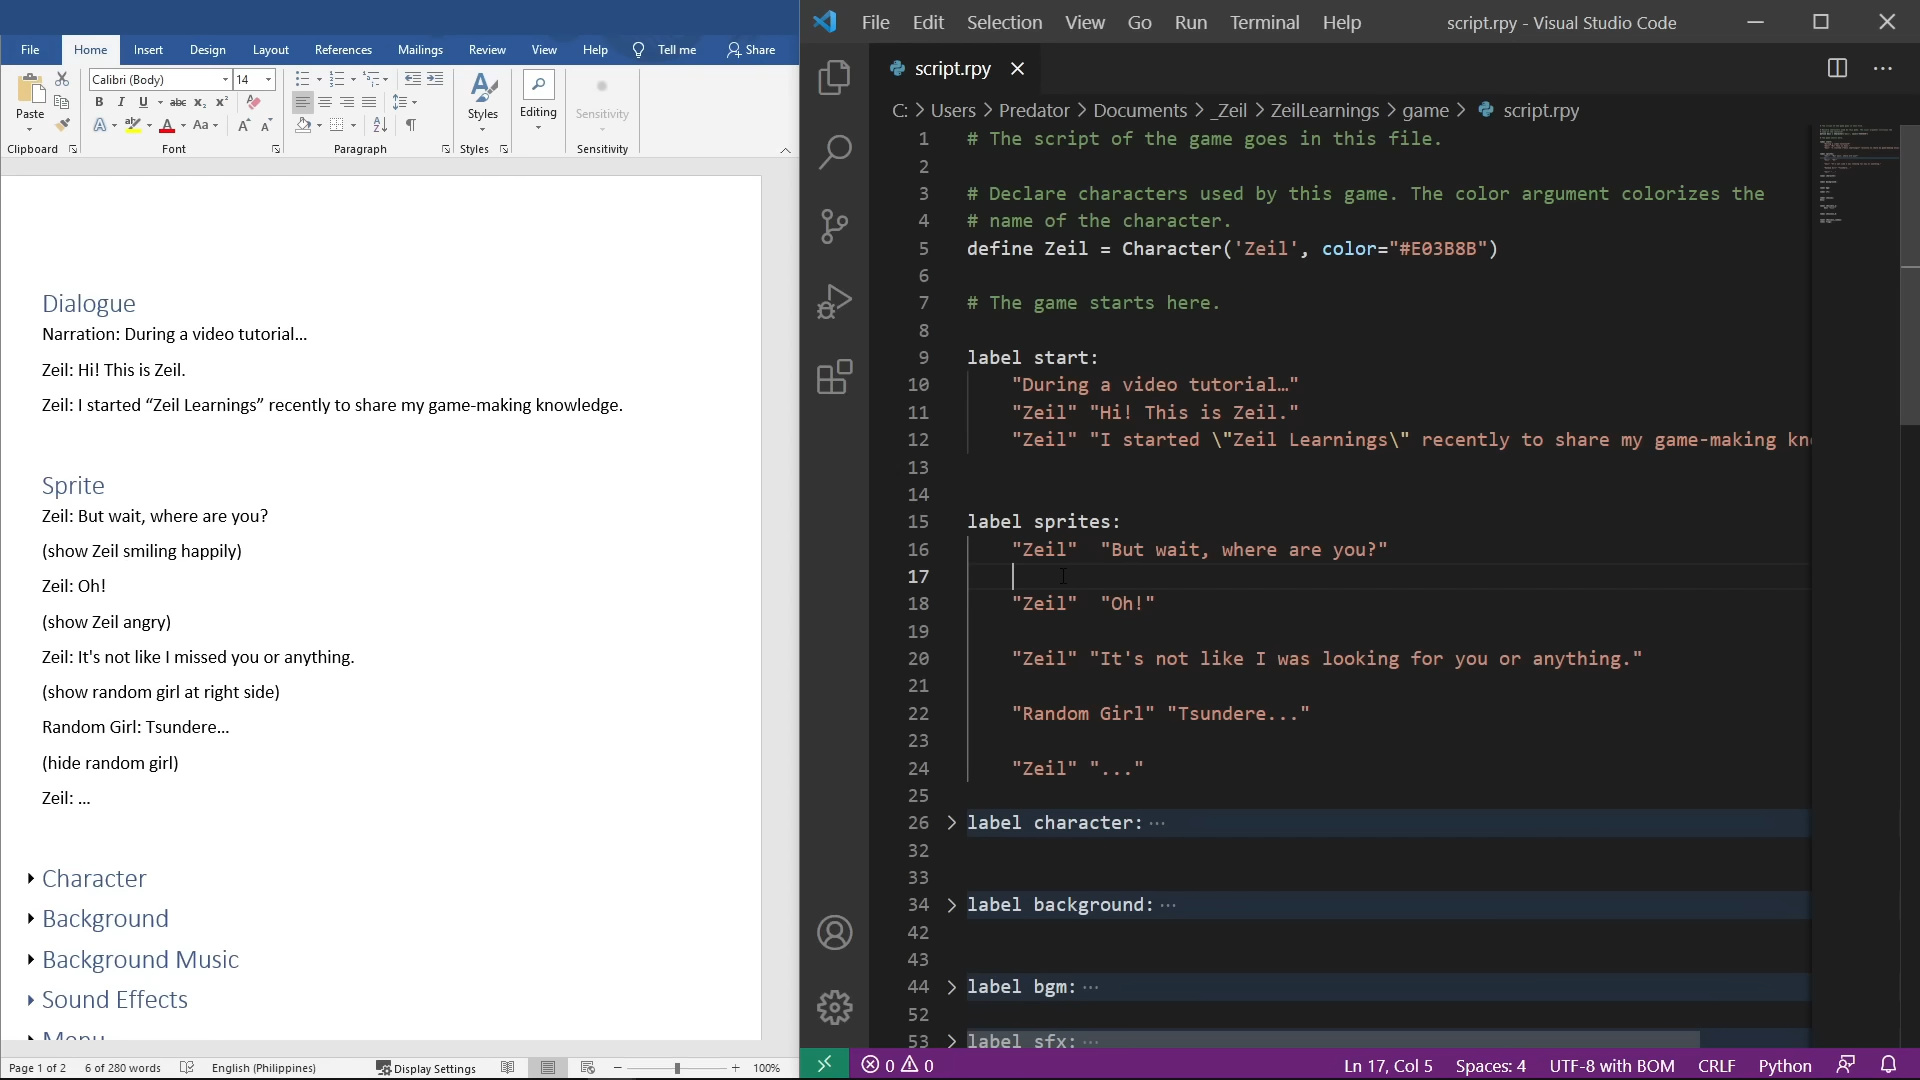 File Home Insert Design Layout References Mailings Review View Help Tell me Share
Calibri (Body) 14
Paste
Styles
Editing
Sensitivity
Clipboard Font Paragraph Styles Sensitivity
Dialogue
Narration: During a video tutorial...
Zeil: Hi! This is Zeil.
Zeil: I started “Zeil Learnings” recently to share my game-making knowledge.
Sprite
Zeil: But wait, where are you?
(show Zeil smiling happily)
Zeil: Oh!
(show Zeil angry)
Zeil: It's not like I missed you or anything.
(show random girl at right side)
Random Girl: Tsundere...
(hide random girl)
Zeil: ...
Character
Background
Background Music
Sound Effects
Menu
Page 1 of 2 6 of 280 words English (Philippines) Display Settings 100%
File Edit Selection View Go Run Terminal Help script.rpy - Visual Studio Code
script.rpy
C: > Users > Predator > Documents > _Zeil > ZeilLearnings > game > script.rpy
1 # The script of the game goes in this file.
2
3 # Declare characters used by this game. The color argument colorizes the
4 # name of the character.
5 define Zeil = Character('Zeil', color="#E03B8B")
6
7 # The game starts here.
8
9 label start:
10 "During a video tutorial…"
11 "Zeil" "Hi! This is Zeil."
12 "Zeil" "I started \"Zeil Learnings\" recently to share my game-making kn
13
14
15 label sprites:
16 "Zeil"  "But wait, where are you?"
17
18 "Zeil"  "Oh!"
19
20 "Zeil" "It's not like I was looking for you or anything."
21
22 "Random Girl" "Tsundere..."
23
24 "Zeil" "..."
25
26 label character:
32
33
34 label background:
42
43
44 label bgm:
52
53 label sfx:
0 0 Ln 17, Col 5 Spaces: 4 UTF-8 with BOM CRLF Python